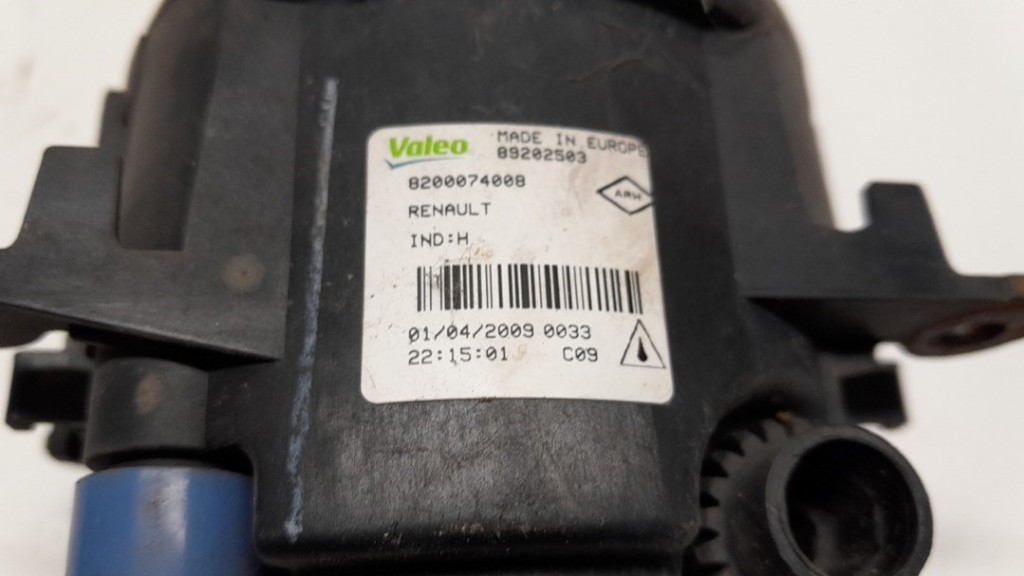 Valeo MADE IN EUROPE
89202503
8200074008
RENAULT
IND:H
01/04/2009 0033
22:15:01 C09